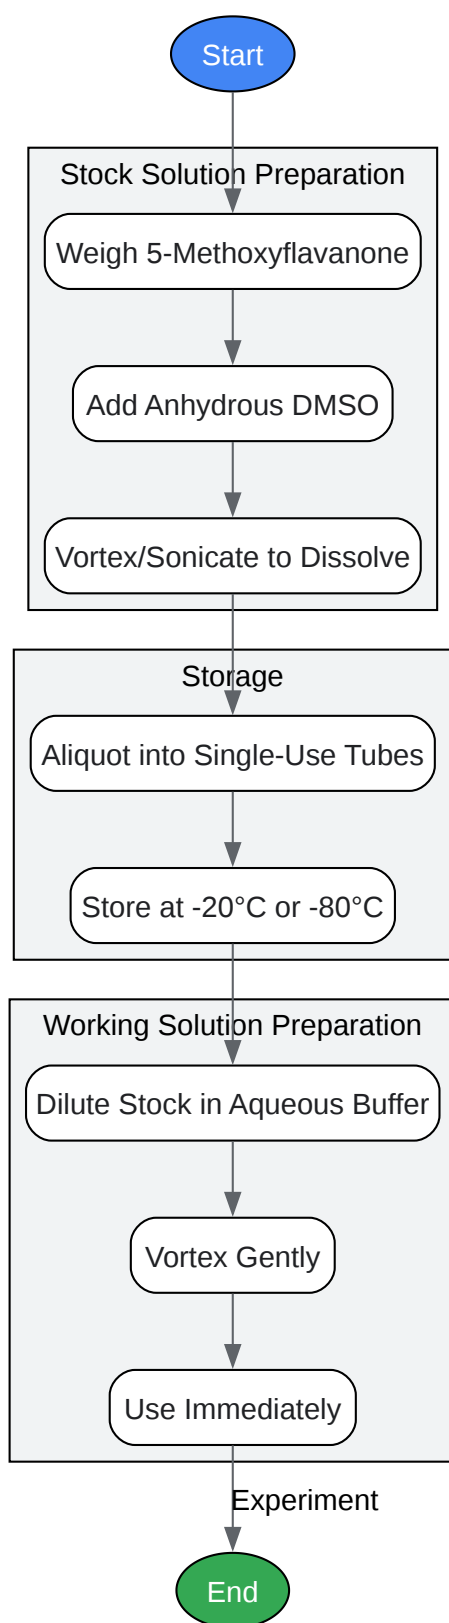 Start
Stock Solution Preparation
Weigh 5-Methoxyflavanone
Add Anhydrous DMSO
Vortex/Sonicate to Dissolve
Storage
Aliquot into Single-Use Tubes
Store at -20°C or -80°C
Working Solution Preparation
Dilute Stock in Aqueous Buffer
Vortex Gently
Use Immediately
Experiment
End